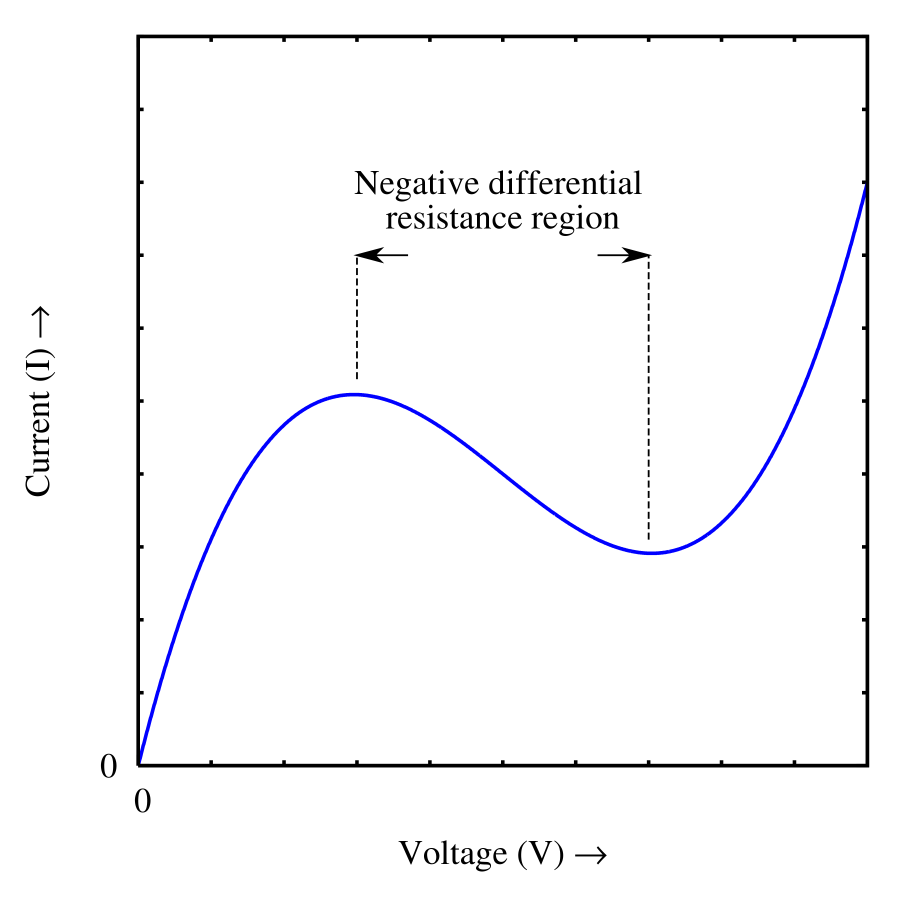 Negative differential
resistance region
Current (I) →
0
0
Voltage (V) →